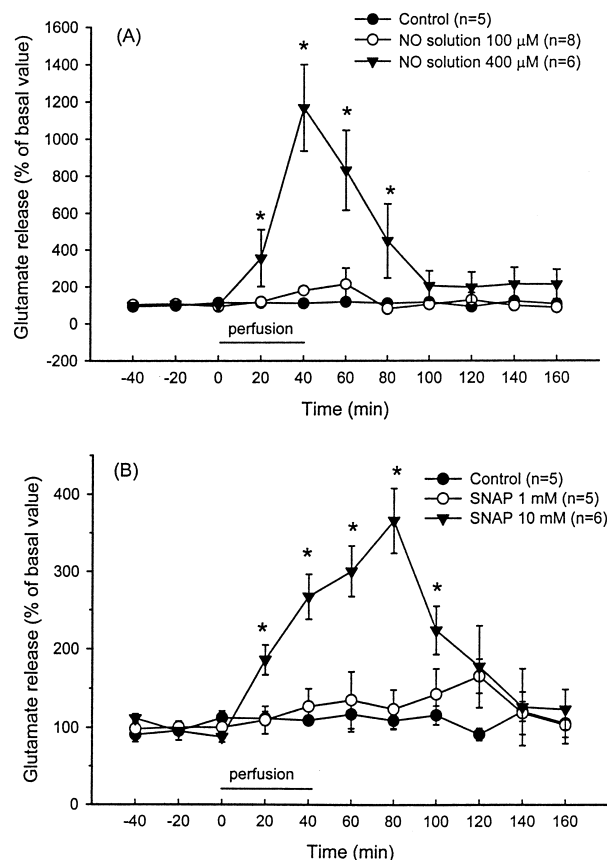 (A)
Control (n=5)
NO solution 100 μM (n=8)
NO solution 400 μM (n=6)
Glutamate release (% of basal value)
1600
1400
1200
1000
800
600
400
200
0
-200
* * * *
perfusion
-40 -20 0 20 40 60 80 100 120 140 160
Time (min)
(B)
Control (n=5)
SNAP 1 mM (n=5)
SNAP 10 mM (n=6)
Glutamate release (% of basal value)
400
300
200
100
0
* * * * *
perfusion
-40 -20 0 20 40 60 80 100 120 140 160
Time (min)